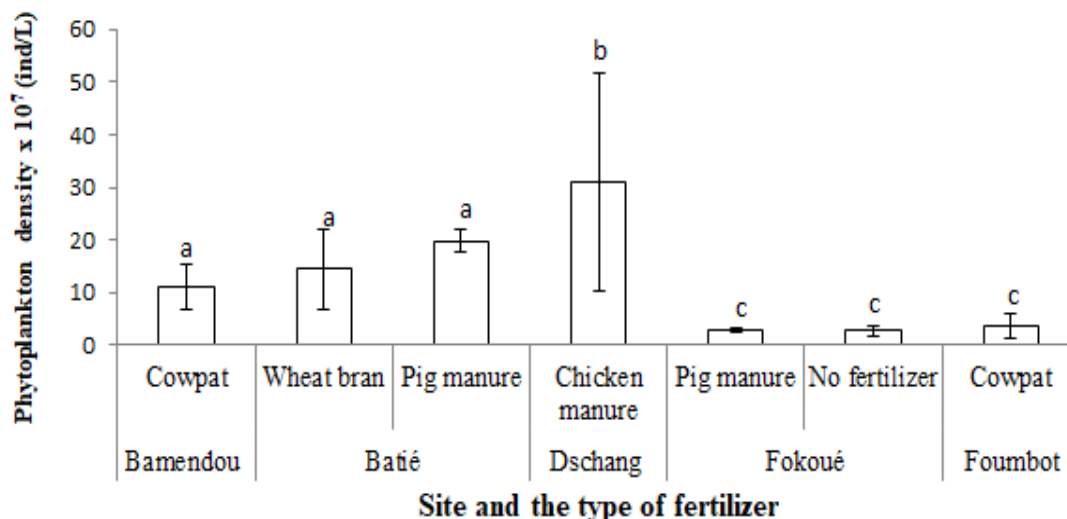 Phytoplankton density x 10⁷ (ind/L)
60
50
40
30
20
10
0
a
a
a
b
c
c
c
Cowpat
Wheat bran
Pig manure
Chicken
manure
Pig manure
No fertilizer
Cowpat
Bamendou
Batié
Dschang
Fokoué
Foumbot
Site and the type of fertilizer